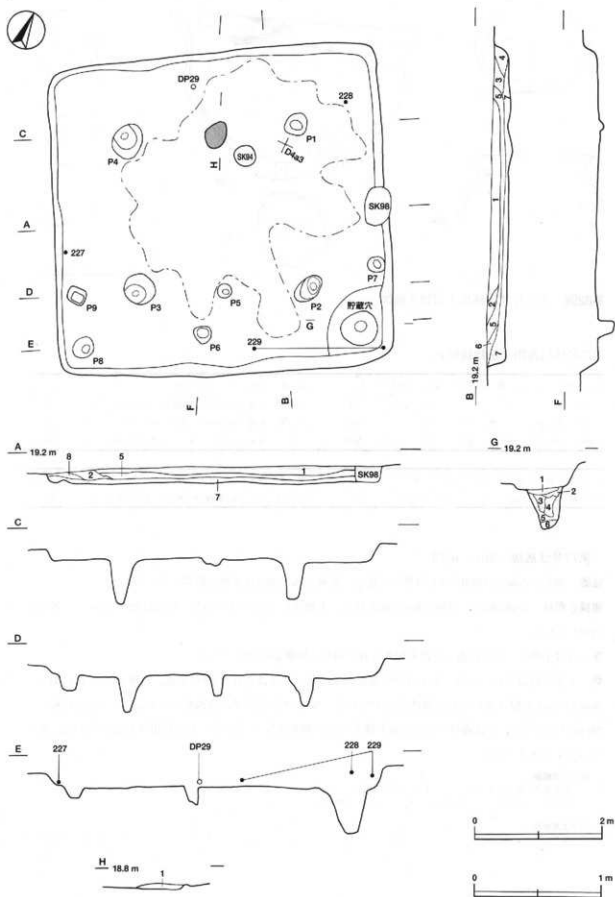 DP29
228
C
P4
P1
SK94
H
D4a3
A
SK98
227
P7
D
P9
P3
P5
P2
貯蔵穴
G
E
P8
P6
229
F
B
4
3
5
7
1
2
5
6
7
B 19.2 m
F
A 19.2 m
8
2
5
1
SK98
7
G 19.2 m
1
2
3
4
5
6
C
D
E
227
DP29
228
229
H 18.8 m
1
0 2 m
0 1 m